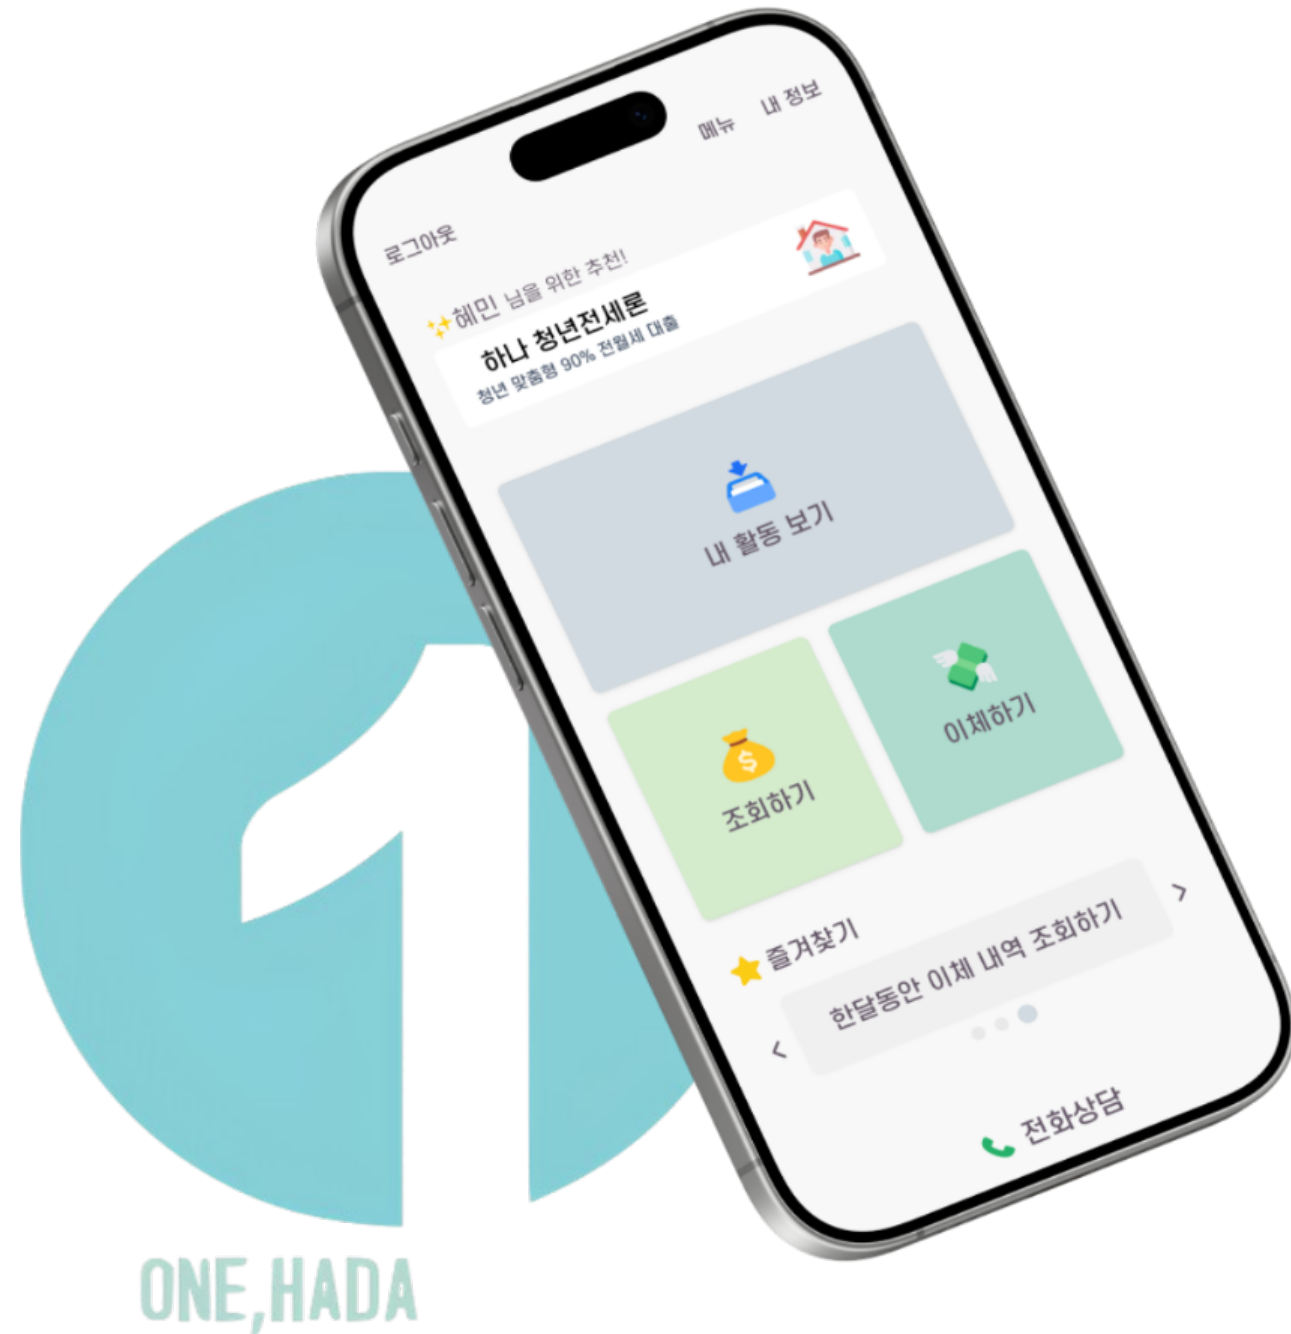 로그아웃
메뉴
내 정보
✨혜민 님을 위한 추천!
하나 청년전세론
청년 맞춤형 90% 전월세 대출
내 활동 보기
조회하기
이체하기
⭐ 즐겨찾기
< 한달동안 이체 내역 조회하기 >
전화상담
1
ONE,HADA